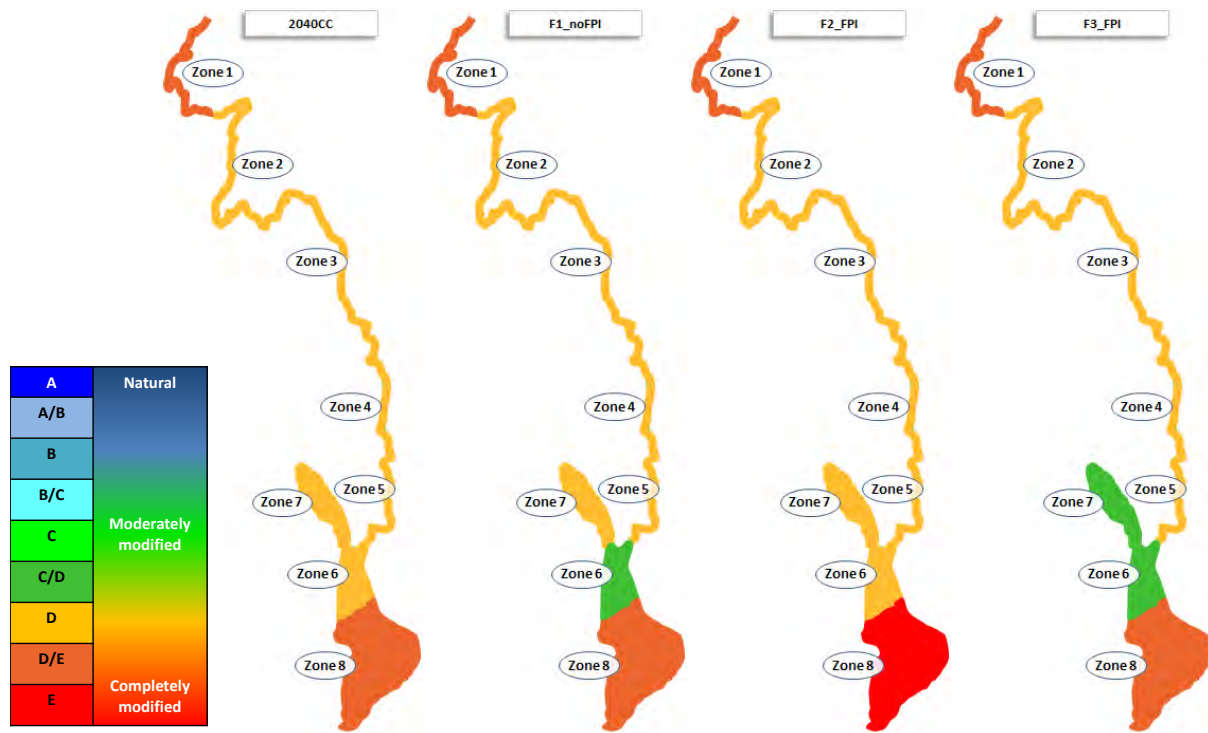 2040CC
F1_noFPI
F2_FPI
F3_FPI
Zone 1
Zone 1
Zone 1
Zone 1
Zone 2
Zone 2
Zone 2
Zone 2
Zone 3
Zone 3
Zone 3
Zone 3
Zone 4
Zone 4
Zone 4
Zone 4
Zone 5
Zone 5
Zone 5
Zone 5
Zone 7
Zone 7
Zone 7
Zone 7
Zone 6
Zone 6
Zone 6
Zone 6
Zone 8
Zone 8
Zone 8
Zone 8
A
Natural
A/B
B
B/C
C
Moderately
modified
C/D
D
D/E
E
Completely
modified